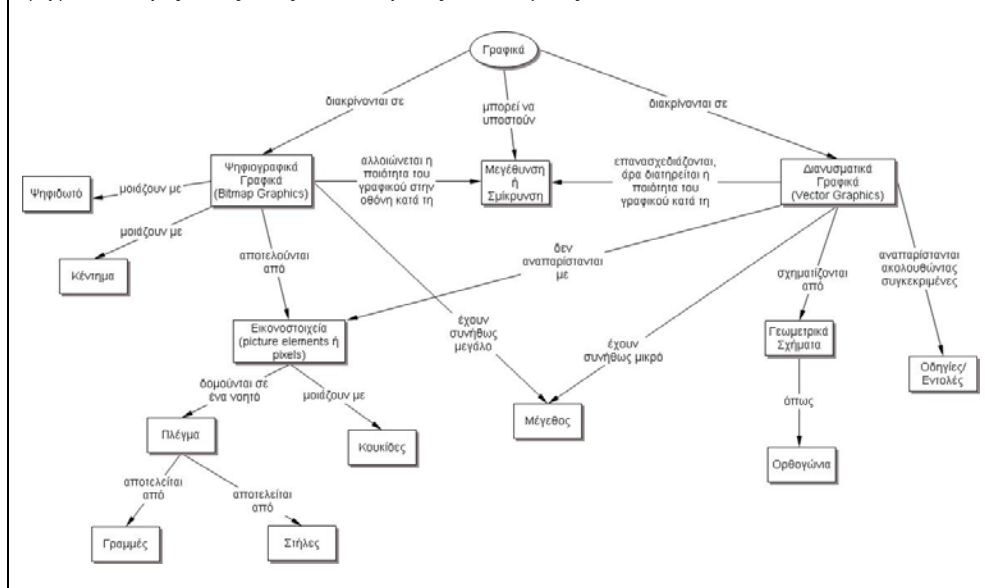 Γραφικά
διακρίνονται σε
μπορεί να
υποστούν
διακρίνονται σε
Ψηφιογραφικά
Γραφικά
(Bitmap Graphics)
αλλοιώνεται η
ποιότητα του
γραφικού στην
οθόνη κατά τη
Μεγέθυνση
ή
Σμίκρυνση
επανασχεδιάζονται,
άρα διατηρείται η
ποιότητα του
γραφικού κατά τη
Διανυσματικά
Γραφικά
(Vector Graphics)
μοιάζουν με
Ψηφιδωτό
μοιάζουν με
Κέντημα
αποτελούνται
από
δεν
αναπαρίστανται
με
σχηματίζονται
από
αναπαρίστανται
ακολουθώντας
συγκεκριμένες
Εικονοστοιχεία
(picture elements ή
pixels)
έχουν
συνήθως
μεγάλο
έχουν
συνήθως μικρό
Γεωμετρικά
Σχήματα
Οδηγίες/
Εντολές
δομούνται σε
ένα νοητό
μοιάζουν με
όπως
Πλέγμα
Κουκίδες
Μέγεθος
Ορθογώνια
αποτελείται
από
αποτελείται
από
Γραμμές
Στήλες